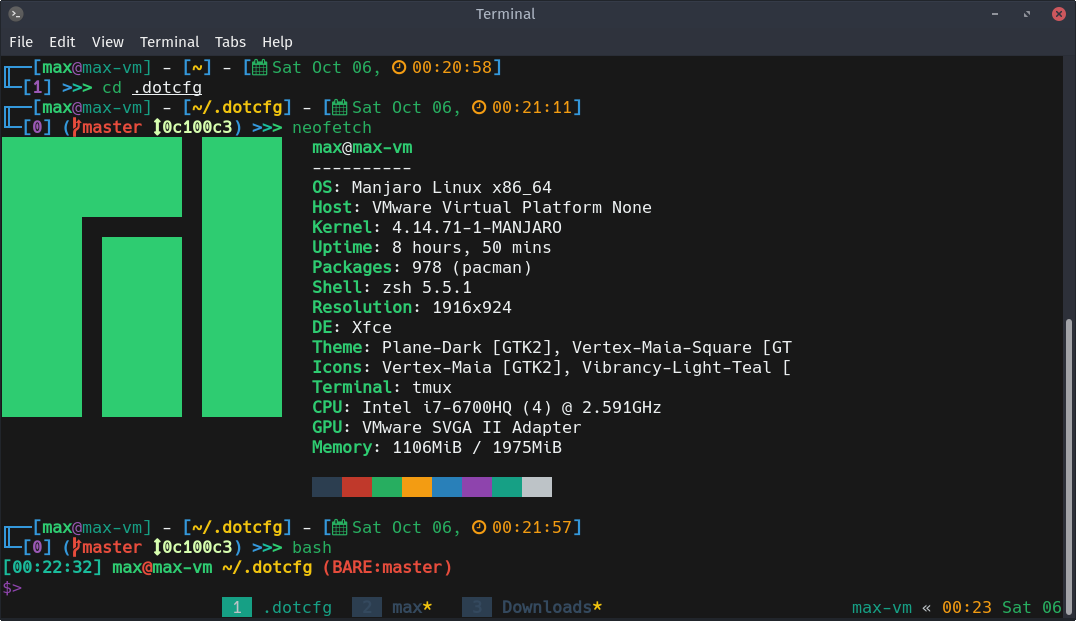 Terminal
File Edit View Terminal Tabs Help
[max@max-vm] - [~] - [Sat Oct 06, 00:20:58]
[1] >>> cd .dotcfg
[max@max-vm] - [~/.dotcfg] - [Sat Oct 06, 00:21:11]
[0] (master 0c100c3) >>> neofetch
max@max-vm
----------
OS: Manjaro Linux x86_64
Host: VMware Virtual Platform None
Kernel: 4.14.71-1-MANJARO
Uptime: 8 hours, 50 mins
Packages: 978 (pacman)
Shell: zsh 5.5.1
Resolution: 1916x924
DE: Xfce
Theme: Plane-Dark [GTK2], Vertex-Maia-Square [GT
Icons: Vertex-Maia [GTK2], Vibrancy-Light-Teal [
Terminal: tmux
CPU: Intel i7-6700HQ (4) @ 2.591GHz
GPU: VMware SVGA II Adapter
Memory: 1106MiB / 1975MiB
[max@max-vm] - [~/.dotcfg] - [Sat Oct 06, 00:21:57]
[0] (master 0c100c3) >>> bash
[00:22:32] max@max-vm ~/.dotcfg (BARE:master)
$>
1 .dotcfg 2 max* 3 Downloads* max-vm « 00:23 Sat 06